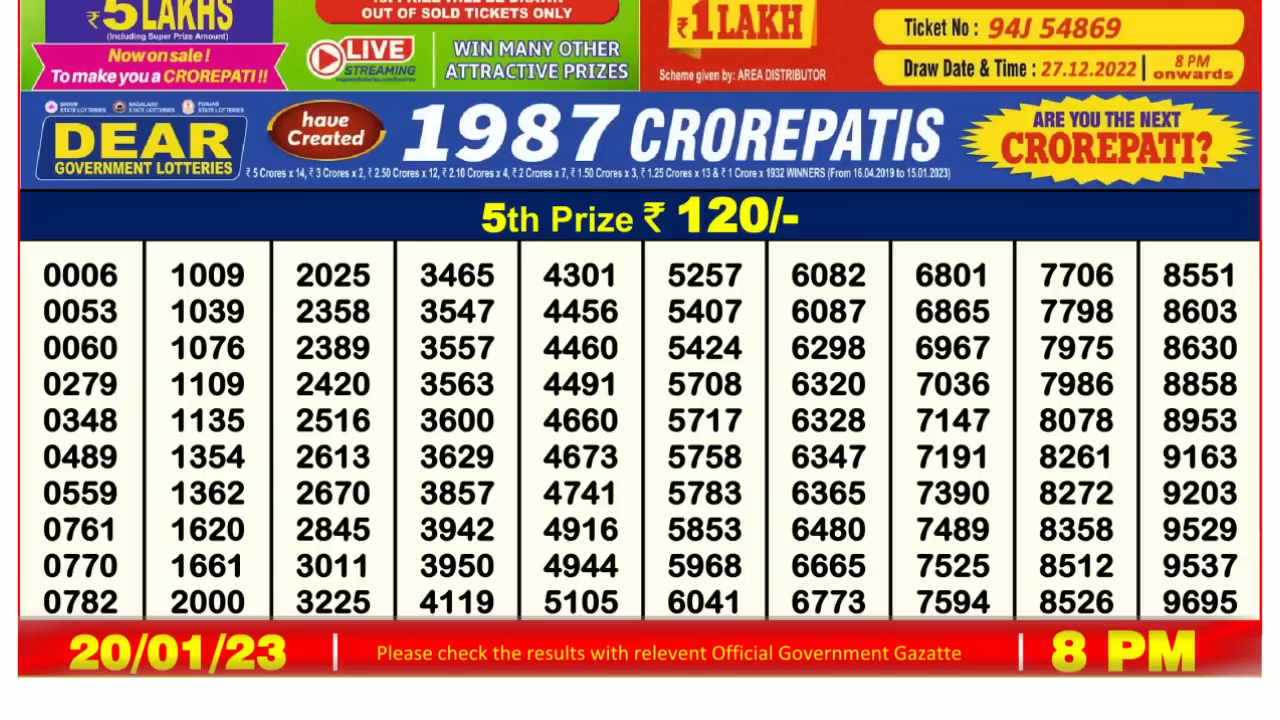 ₹5 LAKHS
(Including Super Prize Amount)
Now on sale !
To make you a CROREPATI !!
OUT OF SOLD TICKETS ONLY
LIVE
STREAMING
WIN MANY OTHER
ATTRACTIVE PRIZES
₹1 LAKH
Scheme given by: AREA DISTRIBUTOR
Ticket No : 94J 54869
Draw Date & Time : 27.12.2022 | 8 PM onwards
STATE LOTTERIES NAGALAND STATE LOTTERIES PUNJAB STATE LOTTERIES
DEAR
GOVERNMENT LOTTERIES
have
Created
1987 CROREPATIS
₹ 5 Crores x 14, ₹ 3 Crores x 2, ₹ 2.50 Crores x 12, ₹ 2.10 Crores x 4, ₹ 2 Crores x 7, ₹ 1.50 Crores x 3, ₹ 1.25 Crores x 13 & ₹ 1 Crore x 1932 WINNERS (From 16.04.2019 to 15.01.2023)
ARE YOU THE NEXT
CROREPATI?
5th Prize ₹ 120/-
0006 1009 2025 3465 4301 5257 6082 6801 7706 8551
0053 1039 2358 3547 4456 5407 6087 6865 7798 8603
0060 1076 2389 3557 4460 5424 6298 6967 7975 8630
0279 1109 2420 3563 4491 5708 6320 7036 7986 8858
0348 1135 2516 3600 4660 5717 6328 7147 8078 8953
0489 1354 2613 3629 4673 5758 6347 7191 8261 9163
0559 1362 2670 3857 4741 5783 6365 7390 8272 9203
0761 1620 2845 3942 4916 5853 6480 7489 8358 9529
0770 1661 3011 3950 4944 5968 6665 7525 8512 9537
0782 2000 3225 4119 5105 6041 6773 7594 8526 9695
20/01/23 | Please check the results with relevent Official Government Gazatte | 8 PM